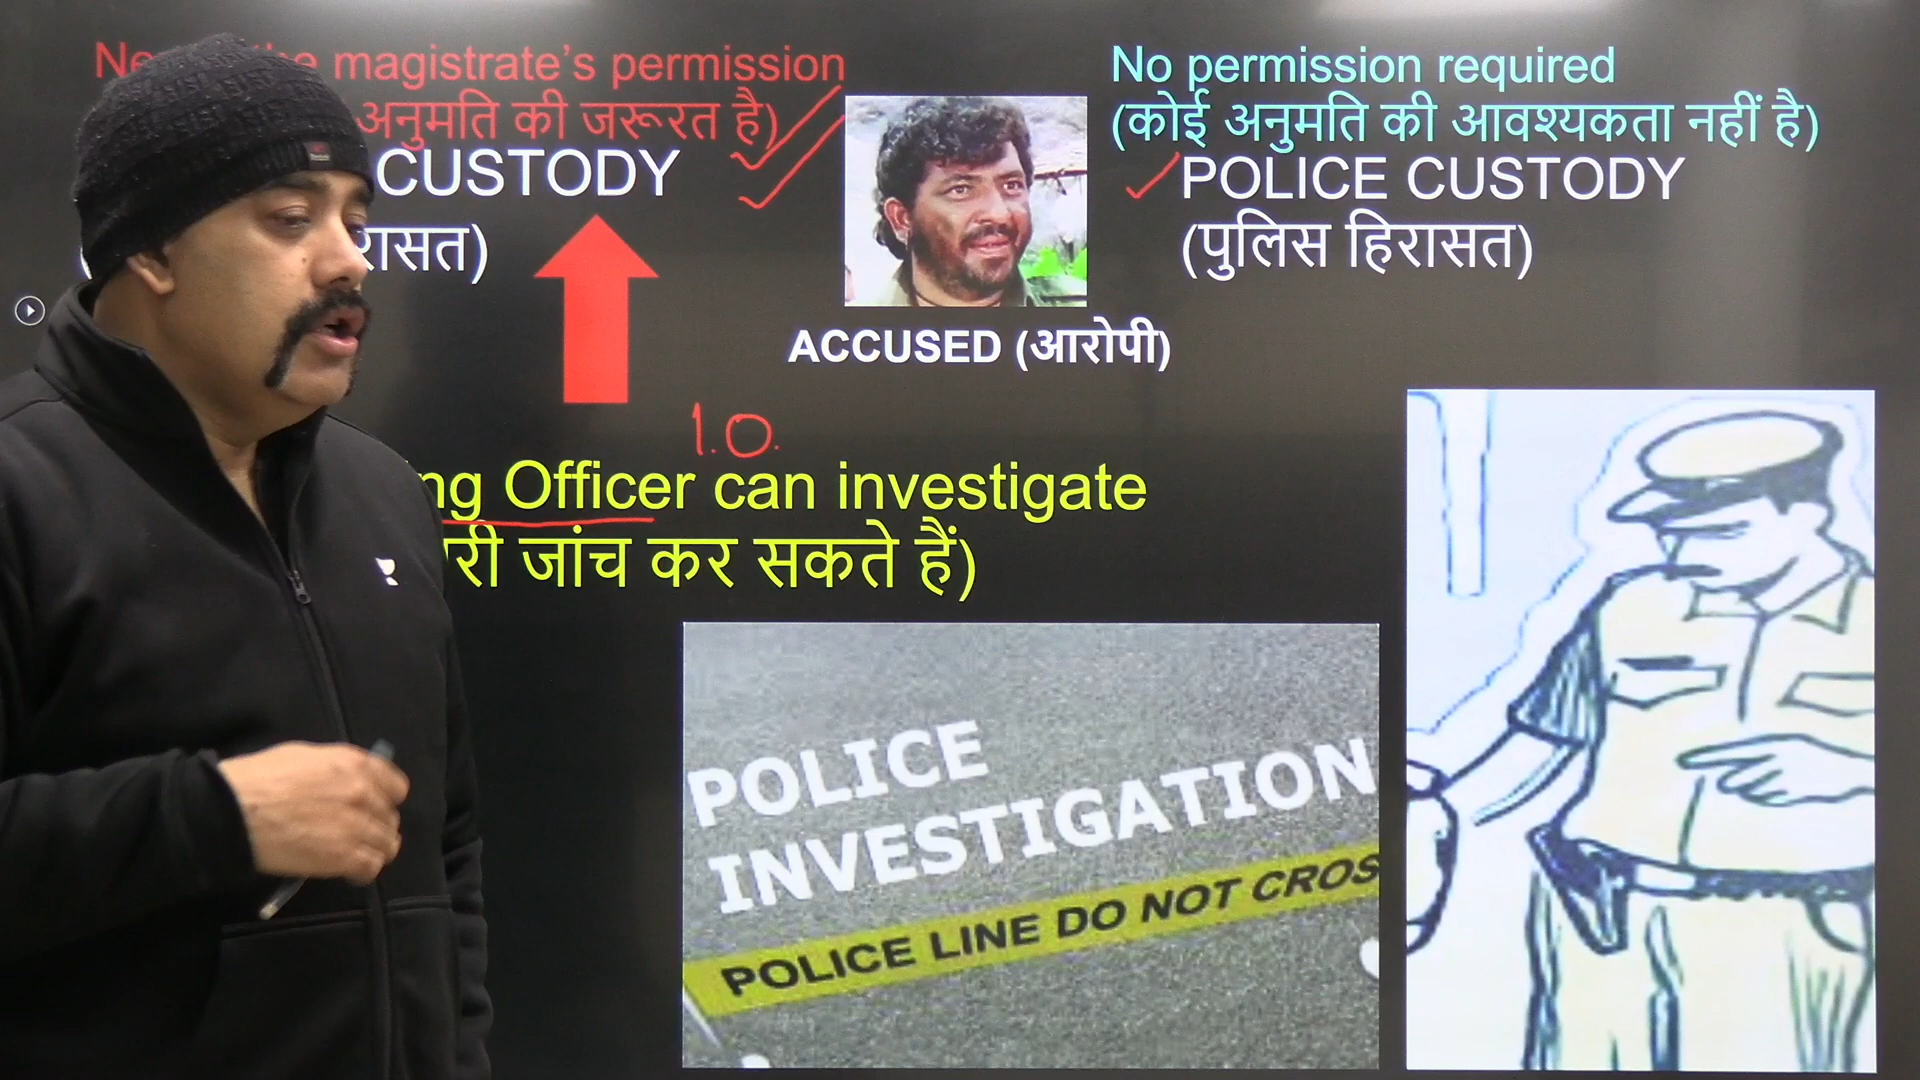 the magistrate's permission
अनुमति की जरूरत है)
CUSTODY
रासत)
No permission required
(कोई अनुमति की आवश्यकता नहीं है)
POLICE CUSTODY
(पुलिस हिरासत)
ACCUSED (आरोपी)
I.O.
ng Officer can investigate
री जांच कर सकते हैं)
POLICE
INVESTIGATION
POLICE LINE DO NOT CROS